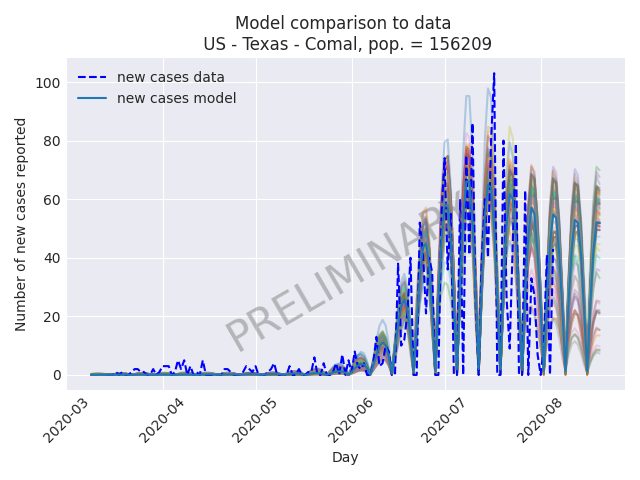 Model comparison to data
US - Texas - Comal, pop. = 156209
new cases data
new cases model
Number of new cases reported
100
80
60
40
20
0
PRELIMINARY
2020-03
2020-04
2020-05
2020-06
2020-07
2020-08
Day